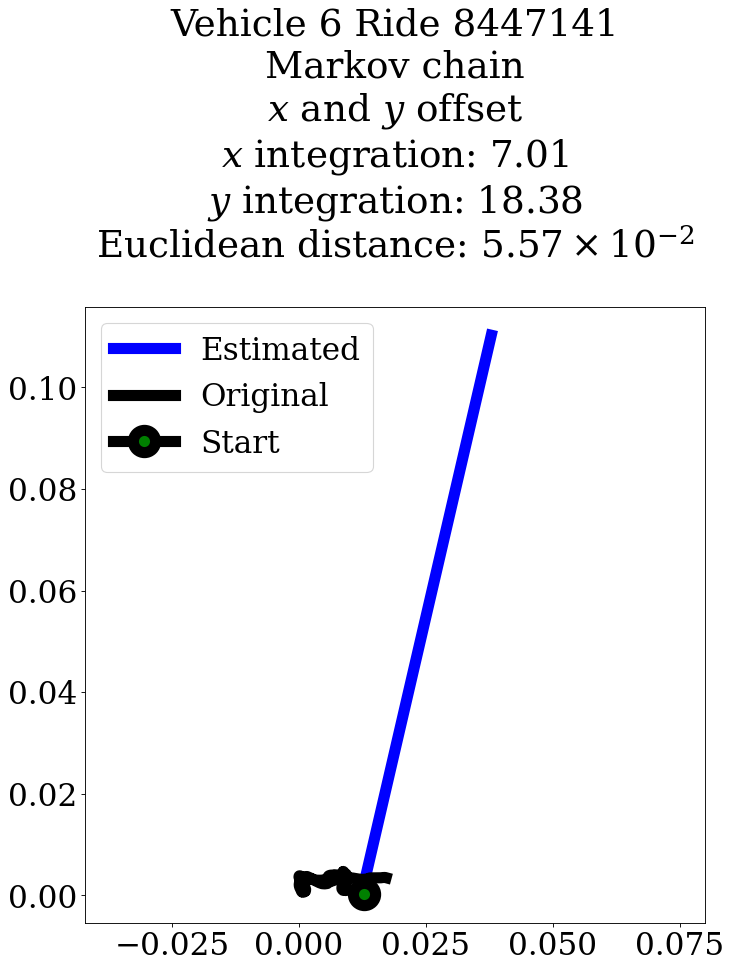 Vehicle 6 Ride 8447141
Markov chain
x and y offset
x integration: 7.01
y integration: 18.38
Euclidean distance: 5.57 × 10⁻²
Estimated
Original
Start
0.10
0.08
0.06
0.04
0.02
0.00
−0.025 0.000 0.025 0.050 0.075